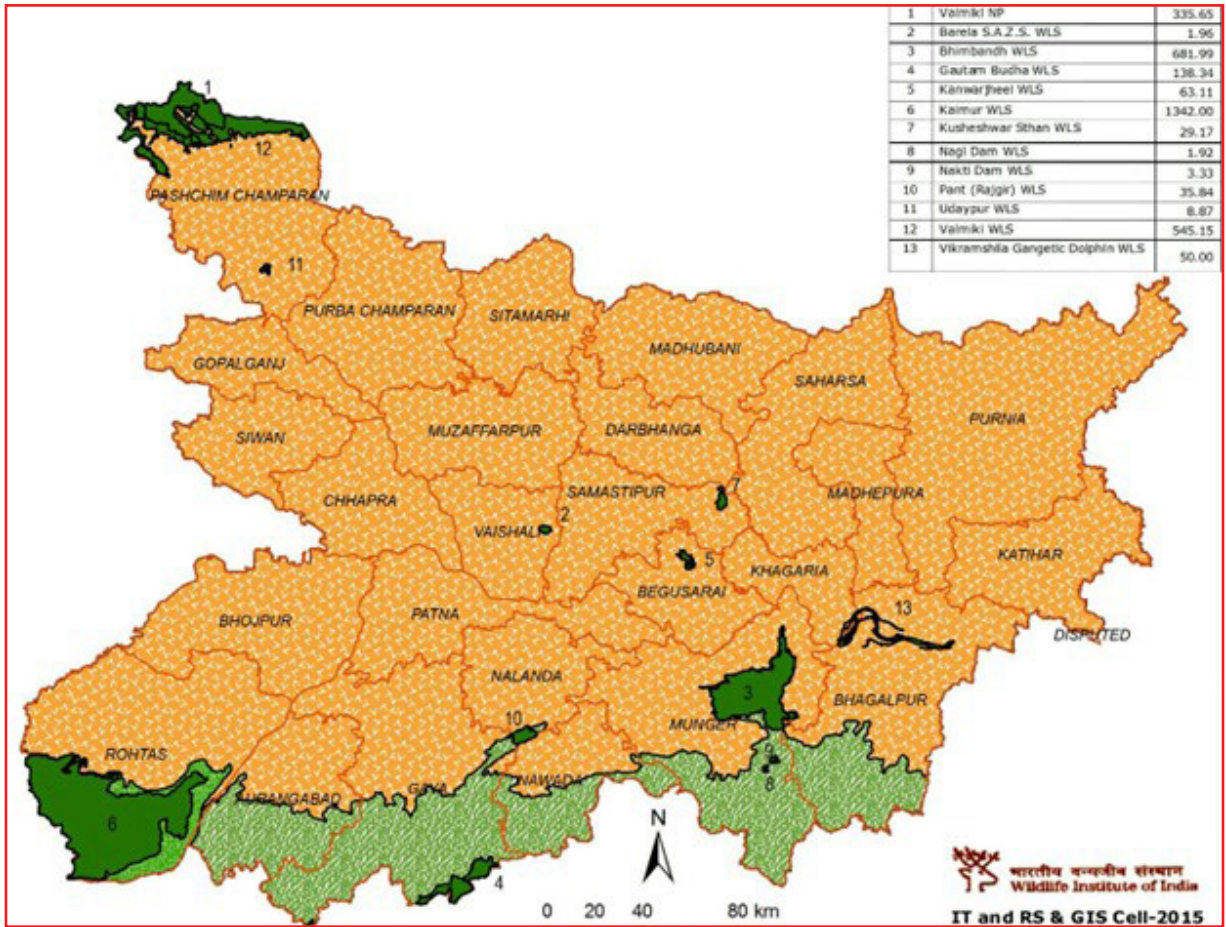 1 Valmiki NP 335.65
2 Barela S.A.Z.S. WLS 1.96
3 Bhimbandh WLS 681.99
4 Gautam Budha WLS 138.34
5 Kanwarjheel WLS 63.11
6 Kaimur WLS 1342.00
7 Kusheshwar Sthan WLS 29.17
8 Nagi Dam WLS 1.92
9 Nakti Dam WLS 3.33
10 Pant (Rajgir) WLS 35.84
11 Udaypur WLS 8.87
12 Valmiki WLS 545.15
13 Vikramshila Gangetic Dolphin WLS 50.00
1
12
PASHCHIM CHAMPARAN
11
PURBA CHAMPARAN
SITAMARHI
MADHUBANI
GOPALGANJ
SAHARSA
PURNIA
SIWAN
MUZAFFARPUR
DARBHANGA
CHHAPRA
SAMASTIPUR
7
MADHEPURA
VAISHALI
2
5
KHAGARIA
KATIHAR
BEGUSARAI
BHOJPUR
PATNA
13
DISPUTED
NALANDA
3
BHAGALPUR
10
MUNGER
ROHTAS
9
8
AURANGABAD
GAYA
NAWADA
6
4
N
0 20 40 80 km
भारतीय वन्यजीव संस्थान
Wildlife Institute of India
IT and RS & GIS Cell-2015